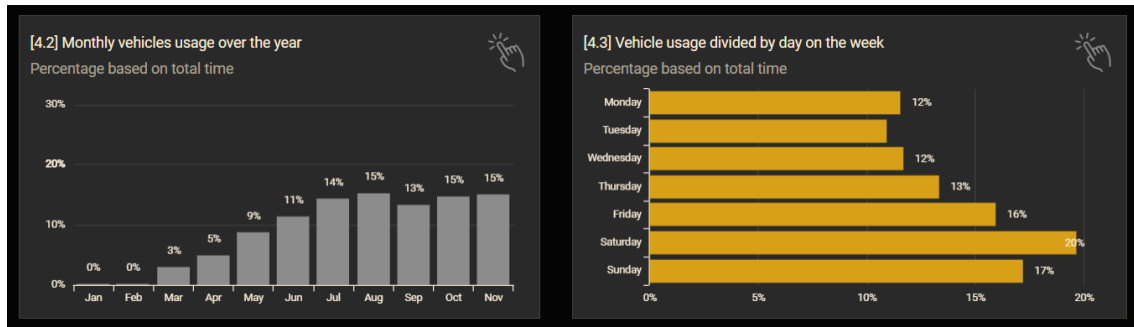 [4.2] Monthly vehicles usage over the year
Percentage based on total time
30%
20%
10%
0%
0%
0%
3%
5%
9%
11%
14%
15%
13%
15%
15%
Jan
Feb
Mar
Apr
May
Jun
Jul
Aug
Sep
Oct
Nov
[4.3] Vehicle usage divided by day on the week
Percentage based on total time
Monday 12%
Tuesday
Wednesday 12%
Thursday 13%
Friday 16%
Saturday 20%
Sunday 17%
0% 5% 10% 15% 20%